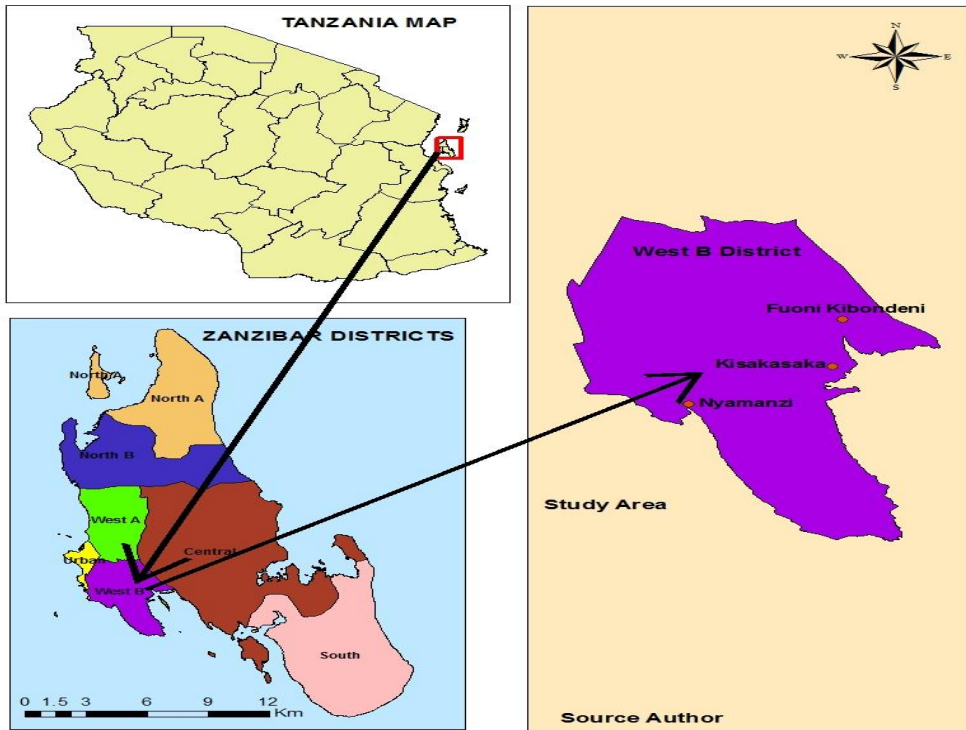 TANZANIA MAP
N
W
E
S
West B District
Fuoni Kibondeni
Kisakasaka
Nyamanzi
Study Area
Source Author
ZANZIBAR DISTRICTS
North A
North A
North B
West A
Urban
Central
West B
South
0 1.5 3 6 9 12
Km